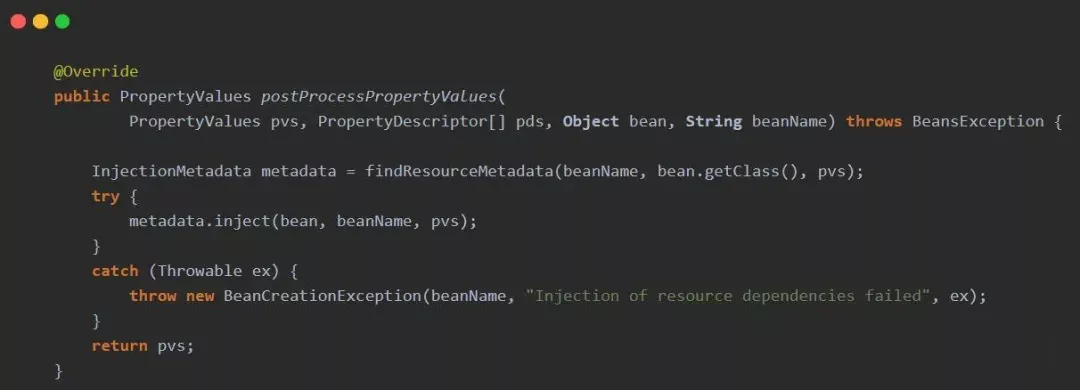 @Override
public PropertyValues postProcessPropertyValues(
PropertyValues pvs, PropertyDescriptor[] pds, Object bean, String beanName) throws BeansException {
InjectionMetadata metadata = findResourceMetadata(beanName, bean.getClass(), pvs);
try {
metadata.inject(bean, beanName, pvs);
}
catch (Throwable ex) {
throw new BeanCreationException(beanName, "Injection of resource dependencies failed", ex);
}
return pvs;
}